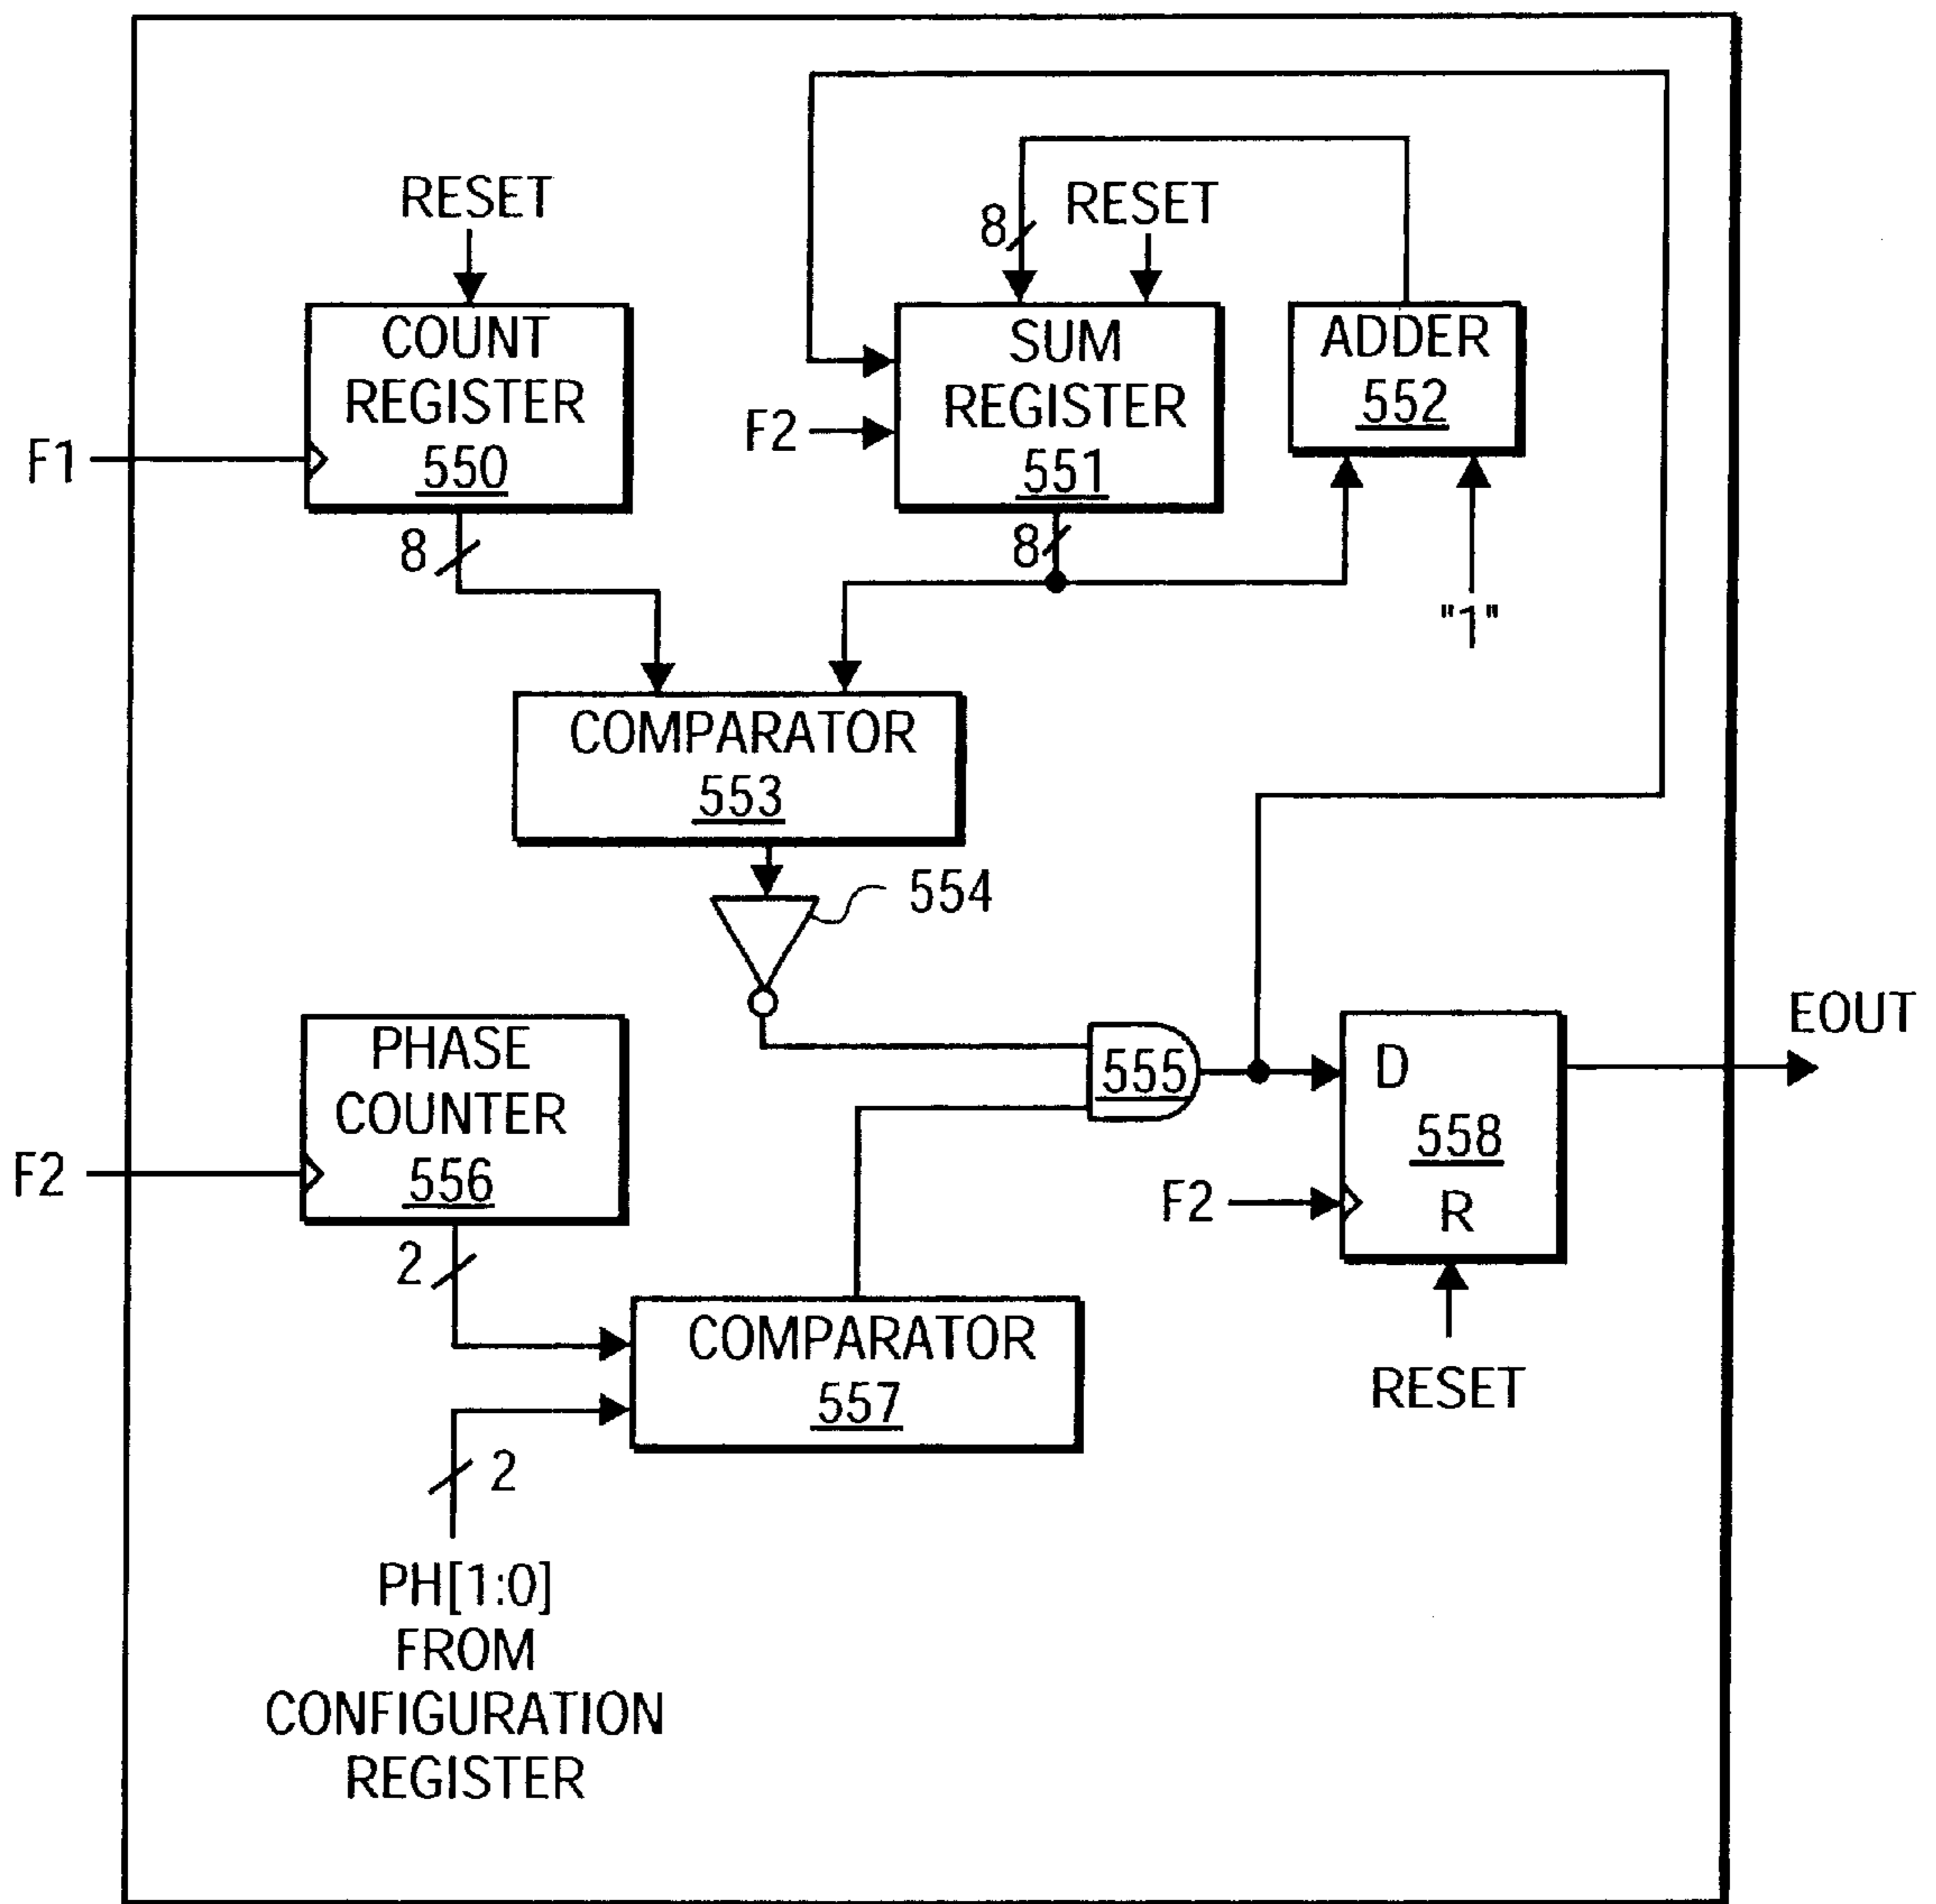 RESET
8
RESET
COUNT
REGISTER
550
SUM
REGISTER
551
ADDER
552
F1
F2
8
8
"1"
COMPARATOR
553
554
PHASE
COUNTER
556
F2
555
D
558
R
F2
EOUT
2
COMPARATOR
557
RESET
2
PH[1:0]
FROM
CONFIGURATION
REGISTER